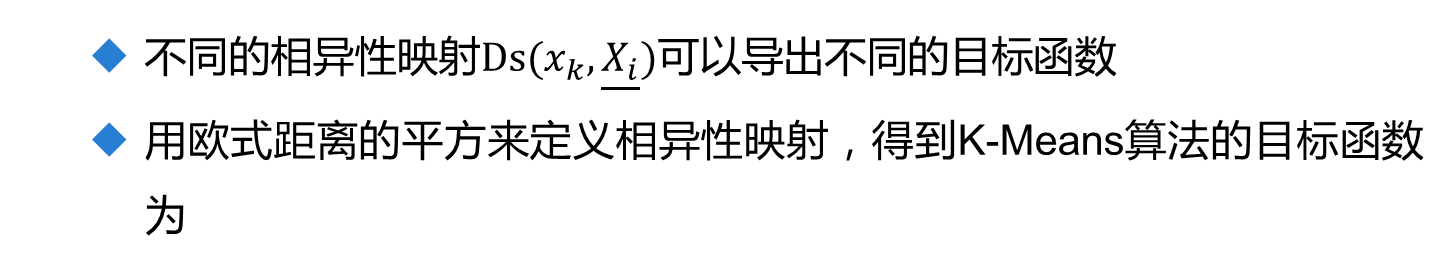 不同的相异性映射Ds(x_k, X_i)可以导出不同的目标函数
用欧式距离的平方来定义相异性映射，得到K-Means算法的目标函数
为